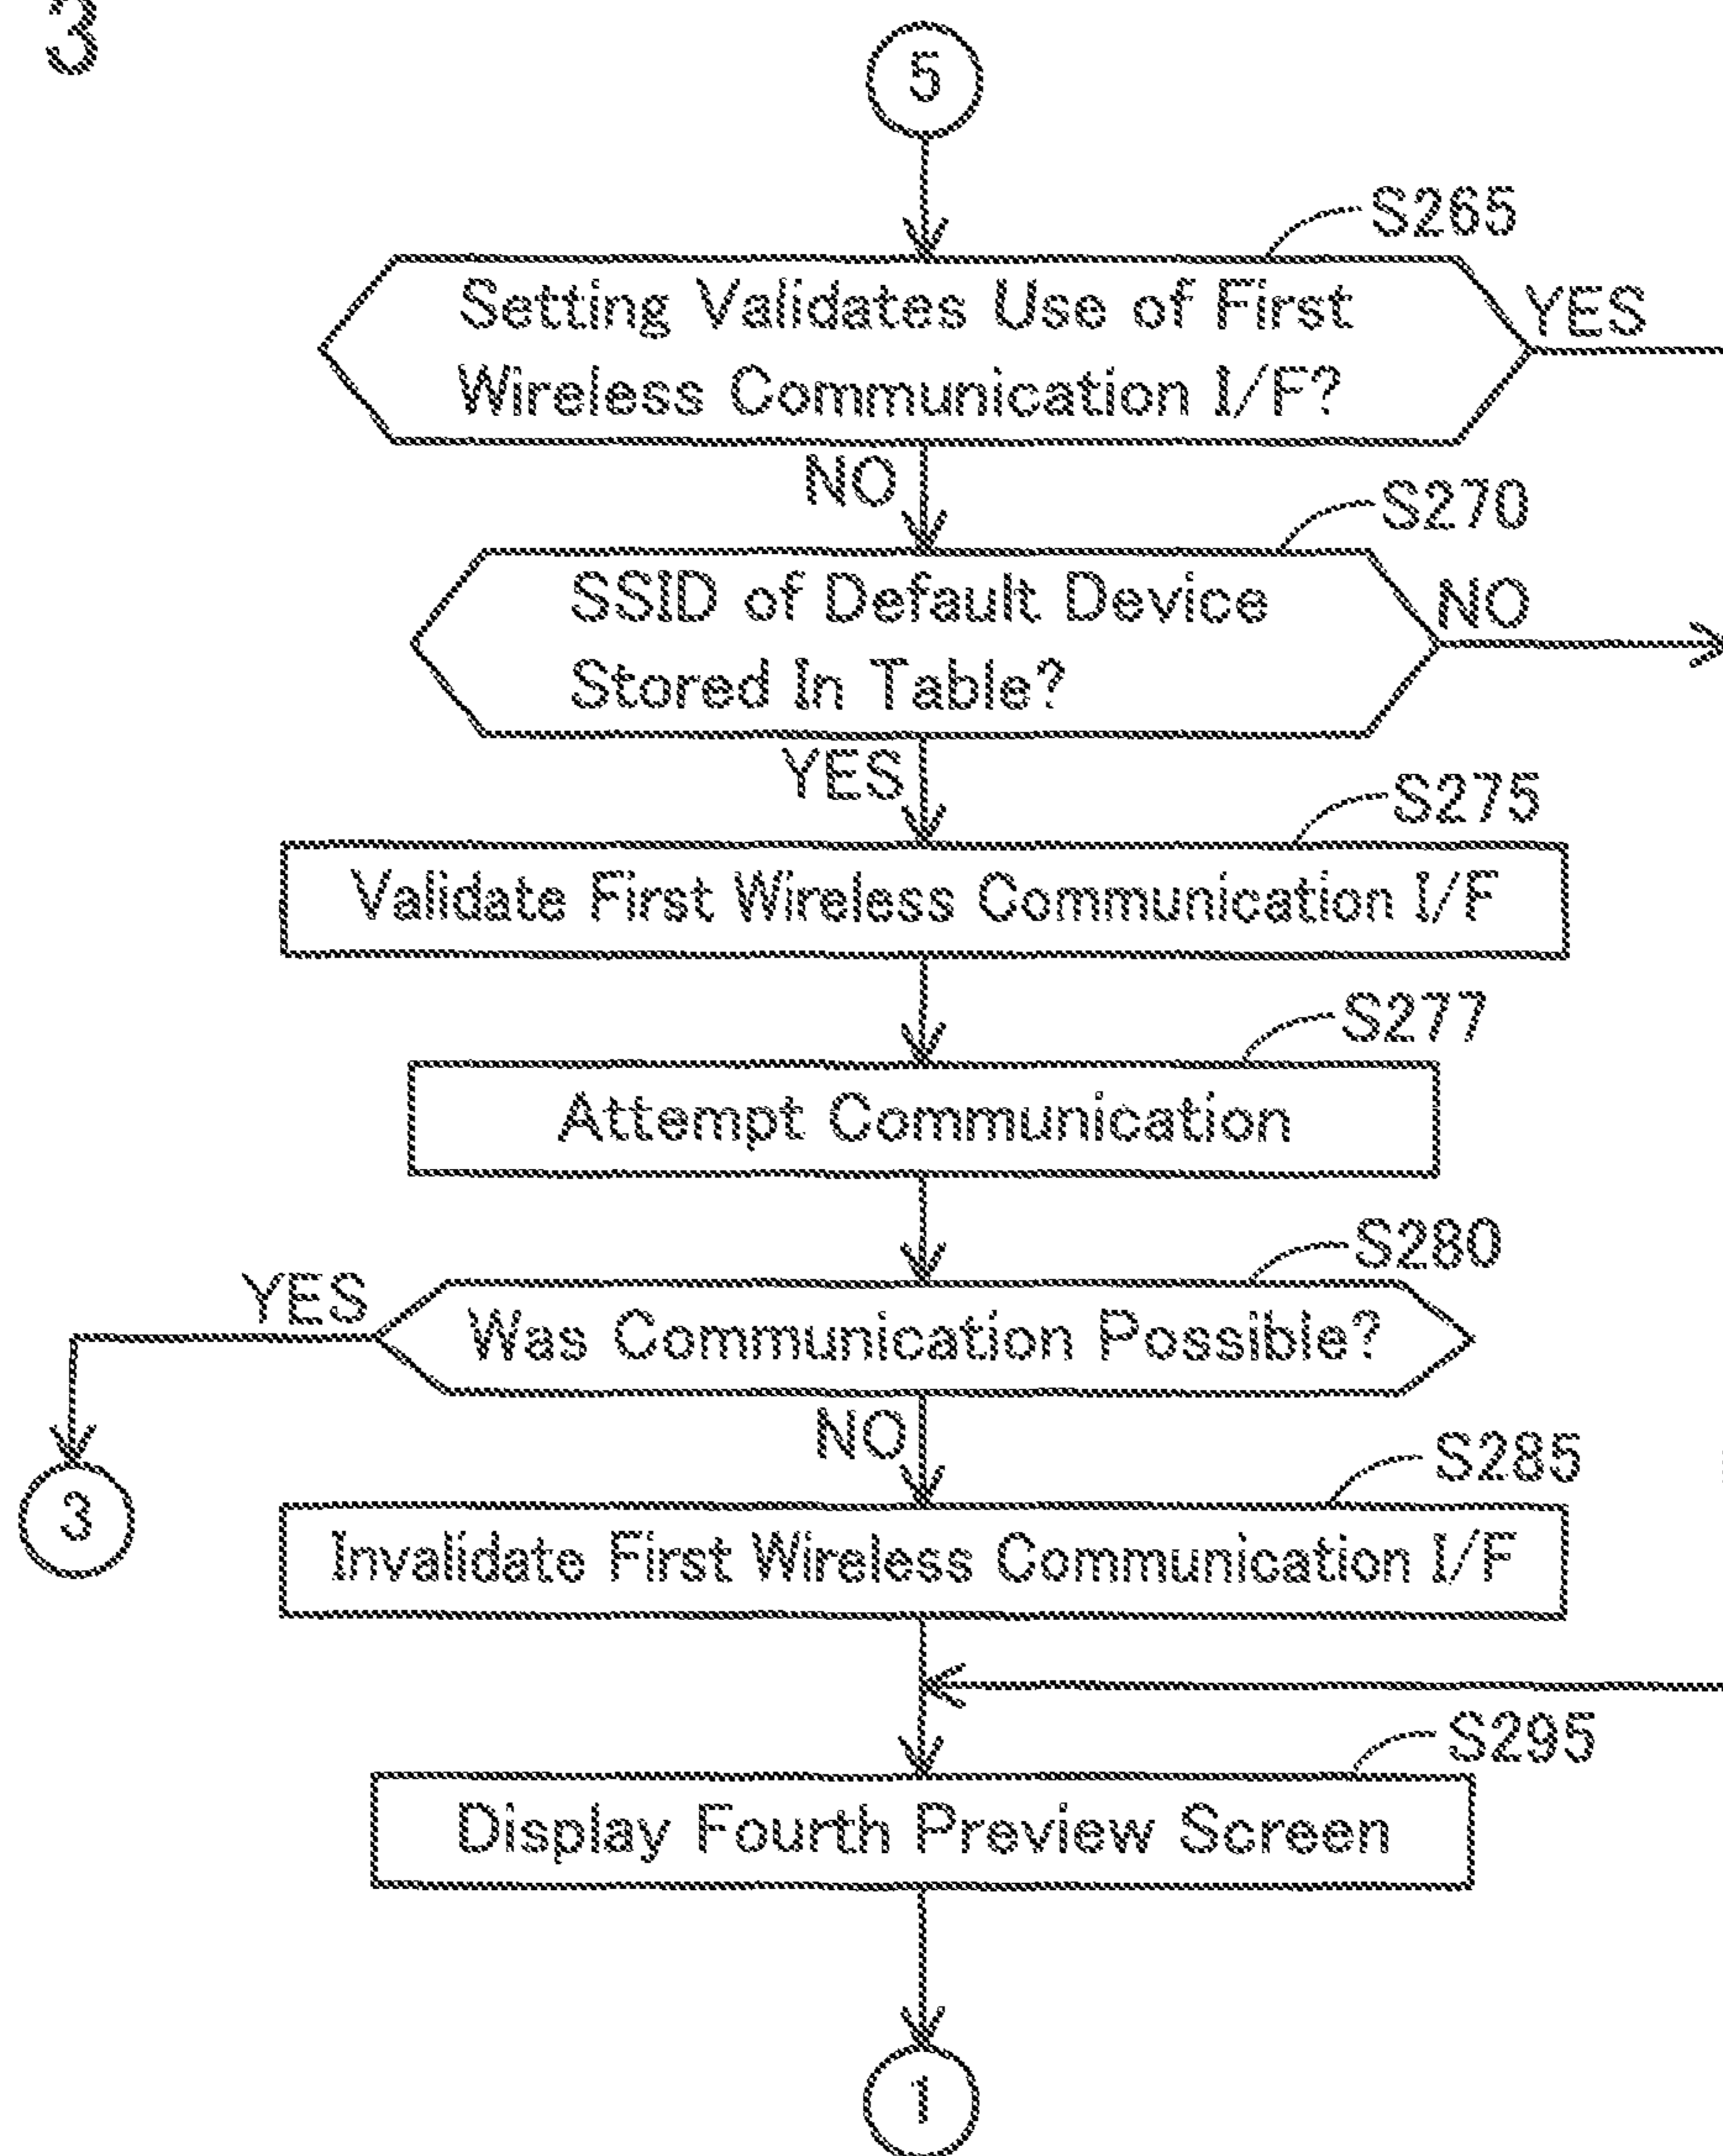 3
5
S265
Setting Validates Use of First
Wireless Communication I/F?
YES
NO
S270
SSID of Default Device
Stored In Table?
NO
YES
S275
Validate First Wireless Communication I/F
S277
Attempt Communication
S280
YES
Was Communication Possible?
NO
S285
3
Invalidate First Wireless Communication I/F
S295
Display Fourth Preview Screen
1